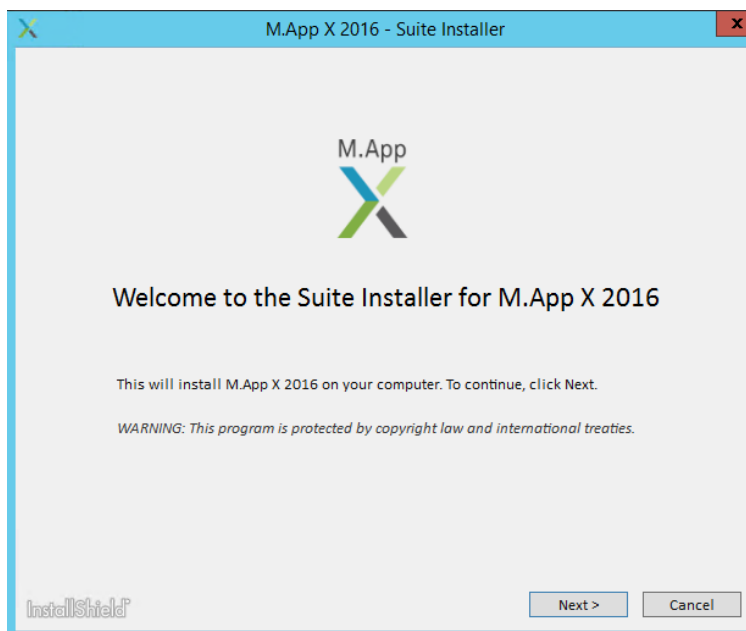 M.App X 2016 - Suite Installer
x
M.App
X
Welcome to the Suite Installer for M.App X 2016
This will install M.App X 2016 on your computer. To continue, click Next.
WARNING: This program is protected by copyright law and international treaties.
InstallShield™
Next >
Cancel